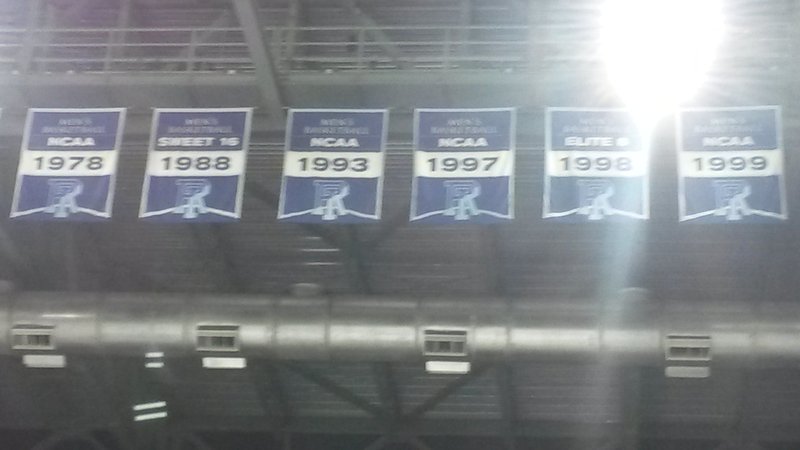 MEN'S
BASKETBALL
NCAA
1978
MEN'S
BASKETBALL
SWEET 16
1988
MEN'S
BASKETBALL
NCAA
1993
MEN'S
BASKETBALL
NCAA
1997
MEN'S
BASKETBALL
ELITE 8
1998
MEN'S
BASKETBALL
NCAA
1999